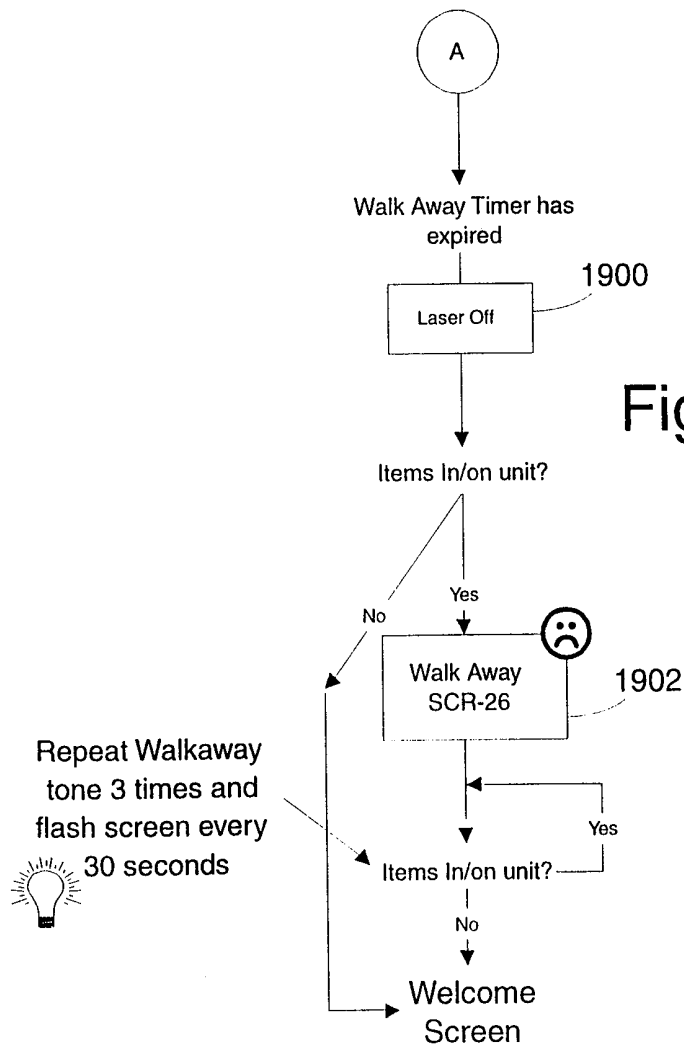 A
Walk Away Timer has
expired
1900
Laser Off
Fig
Items In/on unit?
No
Yes
Walk Away
SCR-26
1902
Repeat Walkaway
tone 3 times and
flash screen every
30 seconds
Yes
Items In/on unit?
No
Welcome
Screen